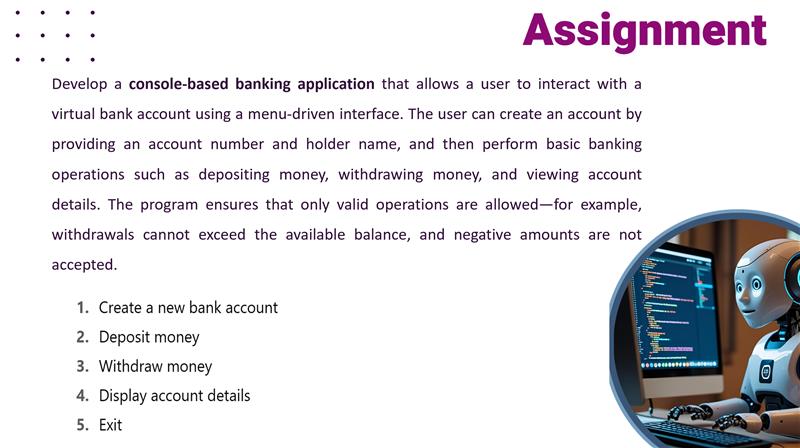 Assignment
Develop a console-based banking application that allows a user to interact with a
virtual bank account using a menu-driven interface. The user can create an account by
providing an account number and holder name, and then perform basic banking
operations such as depositing money, withdrawing money, and viewing account
details. The program ensures that only valid operations are allowed—for example,
withdrawals cannot exceed the available balance, and negative amounts are not
accepted.
1. Create a new bank account
2. Deposit money
3. Withdraw money
4. Display account details
5. Exit